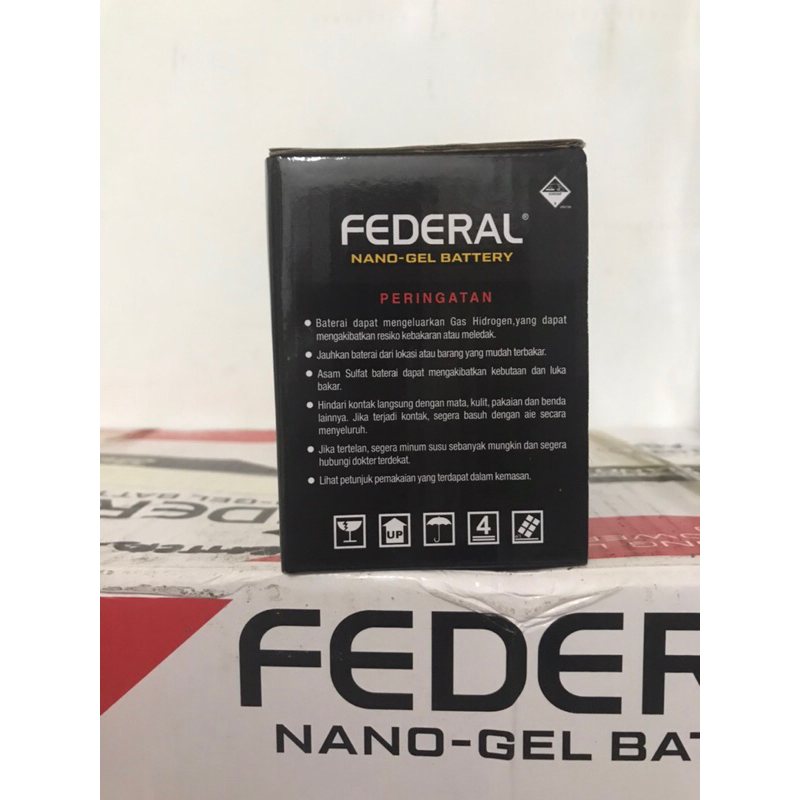 FEDERAL®
NANO-GEL BATTERY
PERINGATAN
● Baterai dapat mengeluarkan Gas Hidrogen,yang dapat
mengakibatkan resiko kebakaran atau meledak.
● Jauhkan baterai dari lokasi atau barang yang mudah terbakar.
● Asam Sulfat baterai dapat mengakibatkan kebutaan dan luka
bakar.
● Hindari kontak langsung dengan mata, kulit, pakaian dan benda
lainnya. Jika terjadi kontak, segera basuh dengan aie secara
menyeluruh.
● Jika tertelan, segera minum susu sebanyak mungkin dan segera
hubungi dokter terdekat.
● Lihat petunjuk pemakaian yang terdapat dalam kemasan.
UP
4
FEDER
NANO-GEL BAT